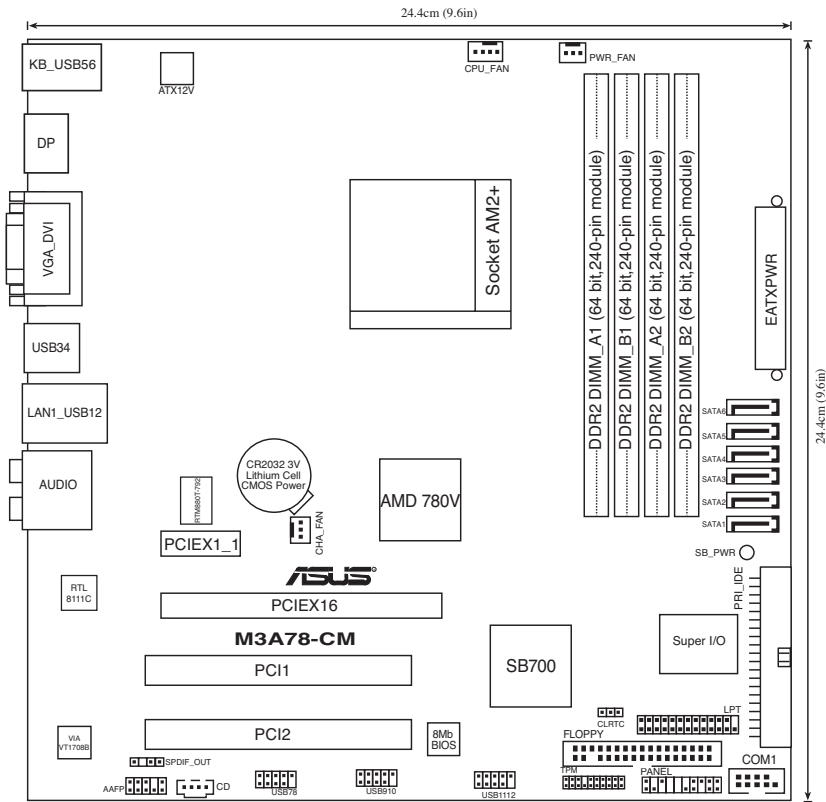 24.4cm (9.6in)
KB_USB56
ATX12V
CPU_FAN
PWR_FAN
DP
VGA_DVI
Socket AM2+
DDR2 DIMM_A1 (64 bit,240-pin module)
DDR2 DIMM_B1 (64 bit,240-pin module)
DDR2 DIMM_A2 (64 bit,240-pin module)
DDR2 DIMM_B2 (64 bit,240-pin module)
EATXPWR
24.4cm (9.6in)
USB34
LAN1_USB12
AUDIO
SATA6
SATA5
SATA4
SATA3
SATA2
SATA1
CR2032 3V
Lithium Cell
CMOS Power
RTM880T-792
AMD 780V
CHA_FAN
PCIEX1_1
SB_PWR
PRI_IDE
ASUS
RTL
8111C
PCIEX16
M3A78-CM
Super I/O
SB700
PCI1
PCI2
VIA
VT1708B
8Mb
BIOS
CLRTC
LPT
FLOPPY
SPDIF_OUT
AAFP
CD
USB78
USB910
USB1112
TPM
PANEL
COM1